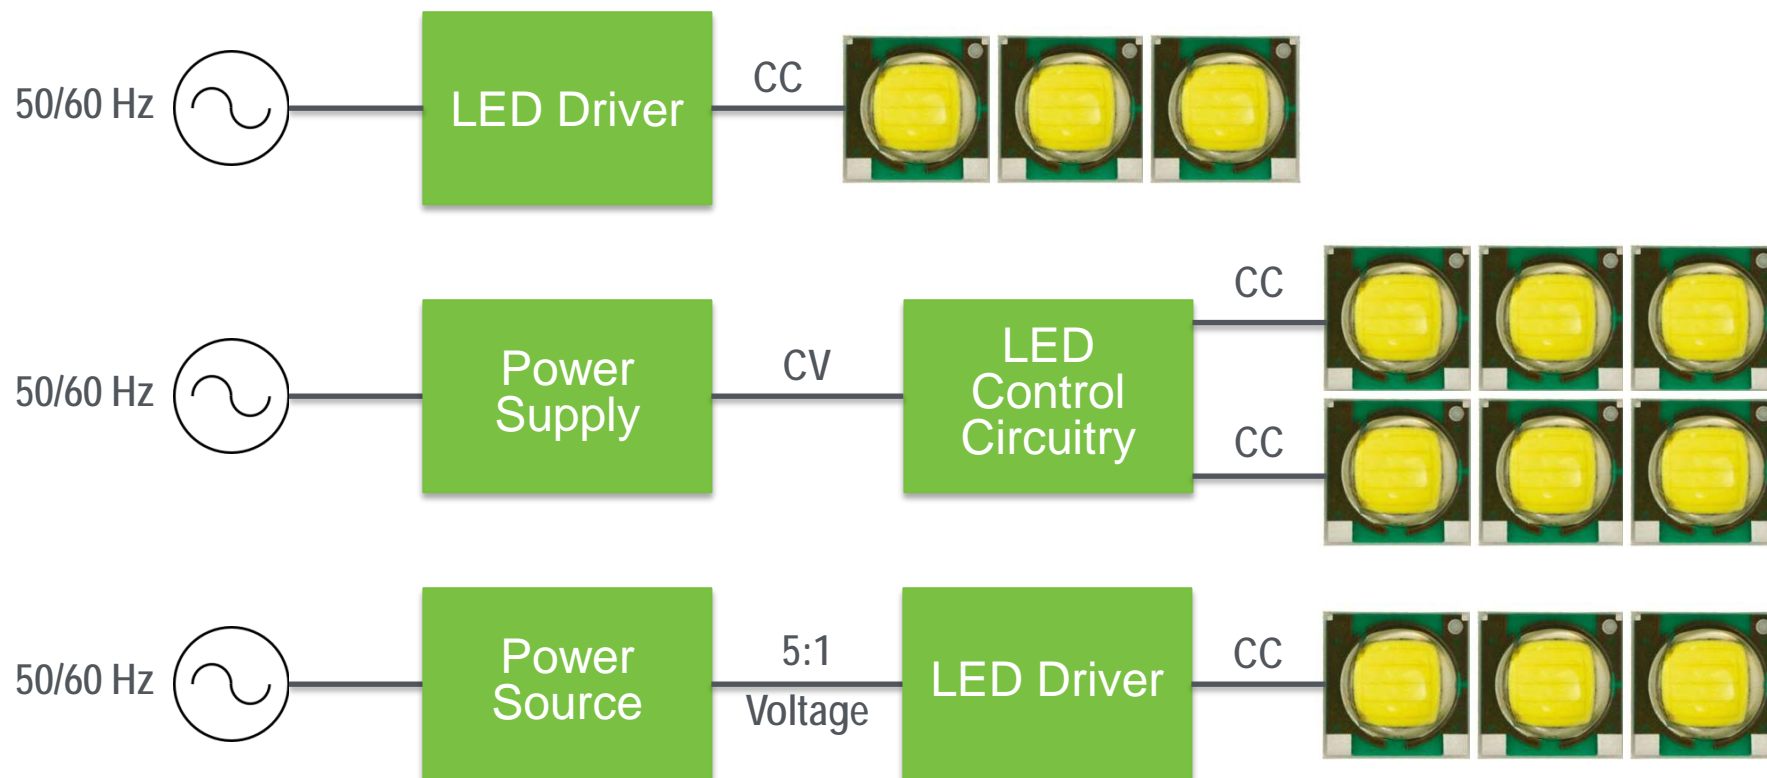 50/60 Hz
LED Driver
CC
50/60 Hz
Power
Supply
CV
LED
Control
Circuitry
CC
CC
50/60 Hz
Power
Source
5:1
Voltage
LED Driver
CC